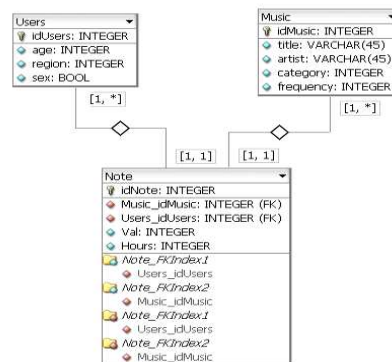 Users
idUsers: INTEGER
age: INTEGER
region: INTEGER
sex: BOOL
[1, *]
Music
idMusic: INTEGER
title: VARCHAR(45)
artist: VARCHAR(45)
category: INTEGER
frequency: INTEGER
[1, *]
[1, 1]
[1, 1]
Note
idNote: INTEGER
Music_idMusic: INTEGER (FK)
Users_idUsers: INTEGER (FK)
Val: INTEGER
Hours: INTEGER
Note_FKIndex1
Users_idUsers
Note_FKIndex2
Music_idMusic
Note_FKIndex1
Users_idUsers
Note_FKIndex2
Music_idMusic